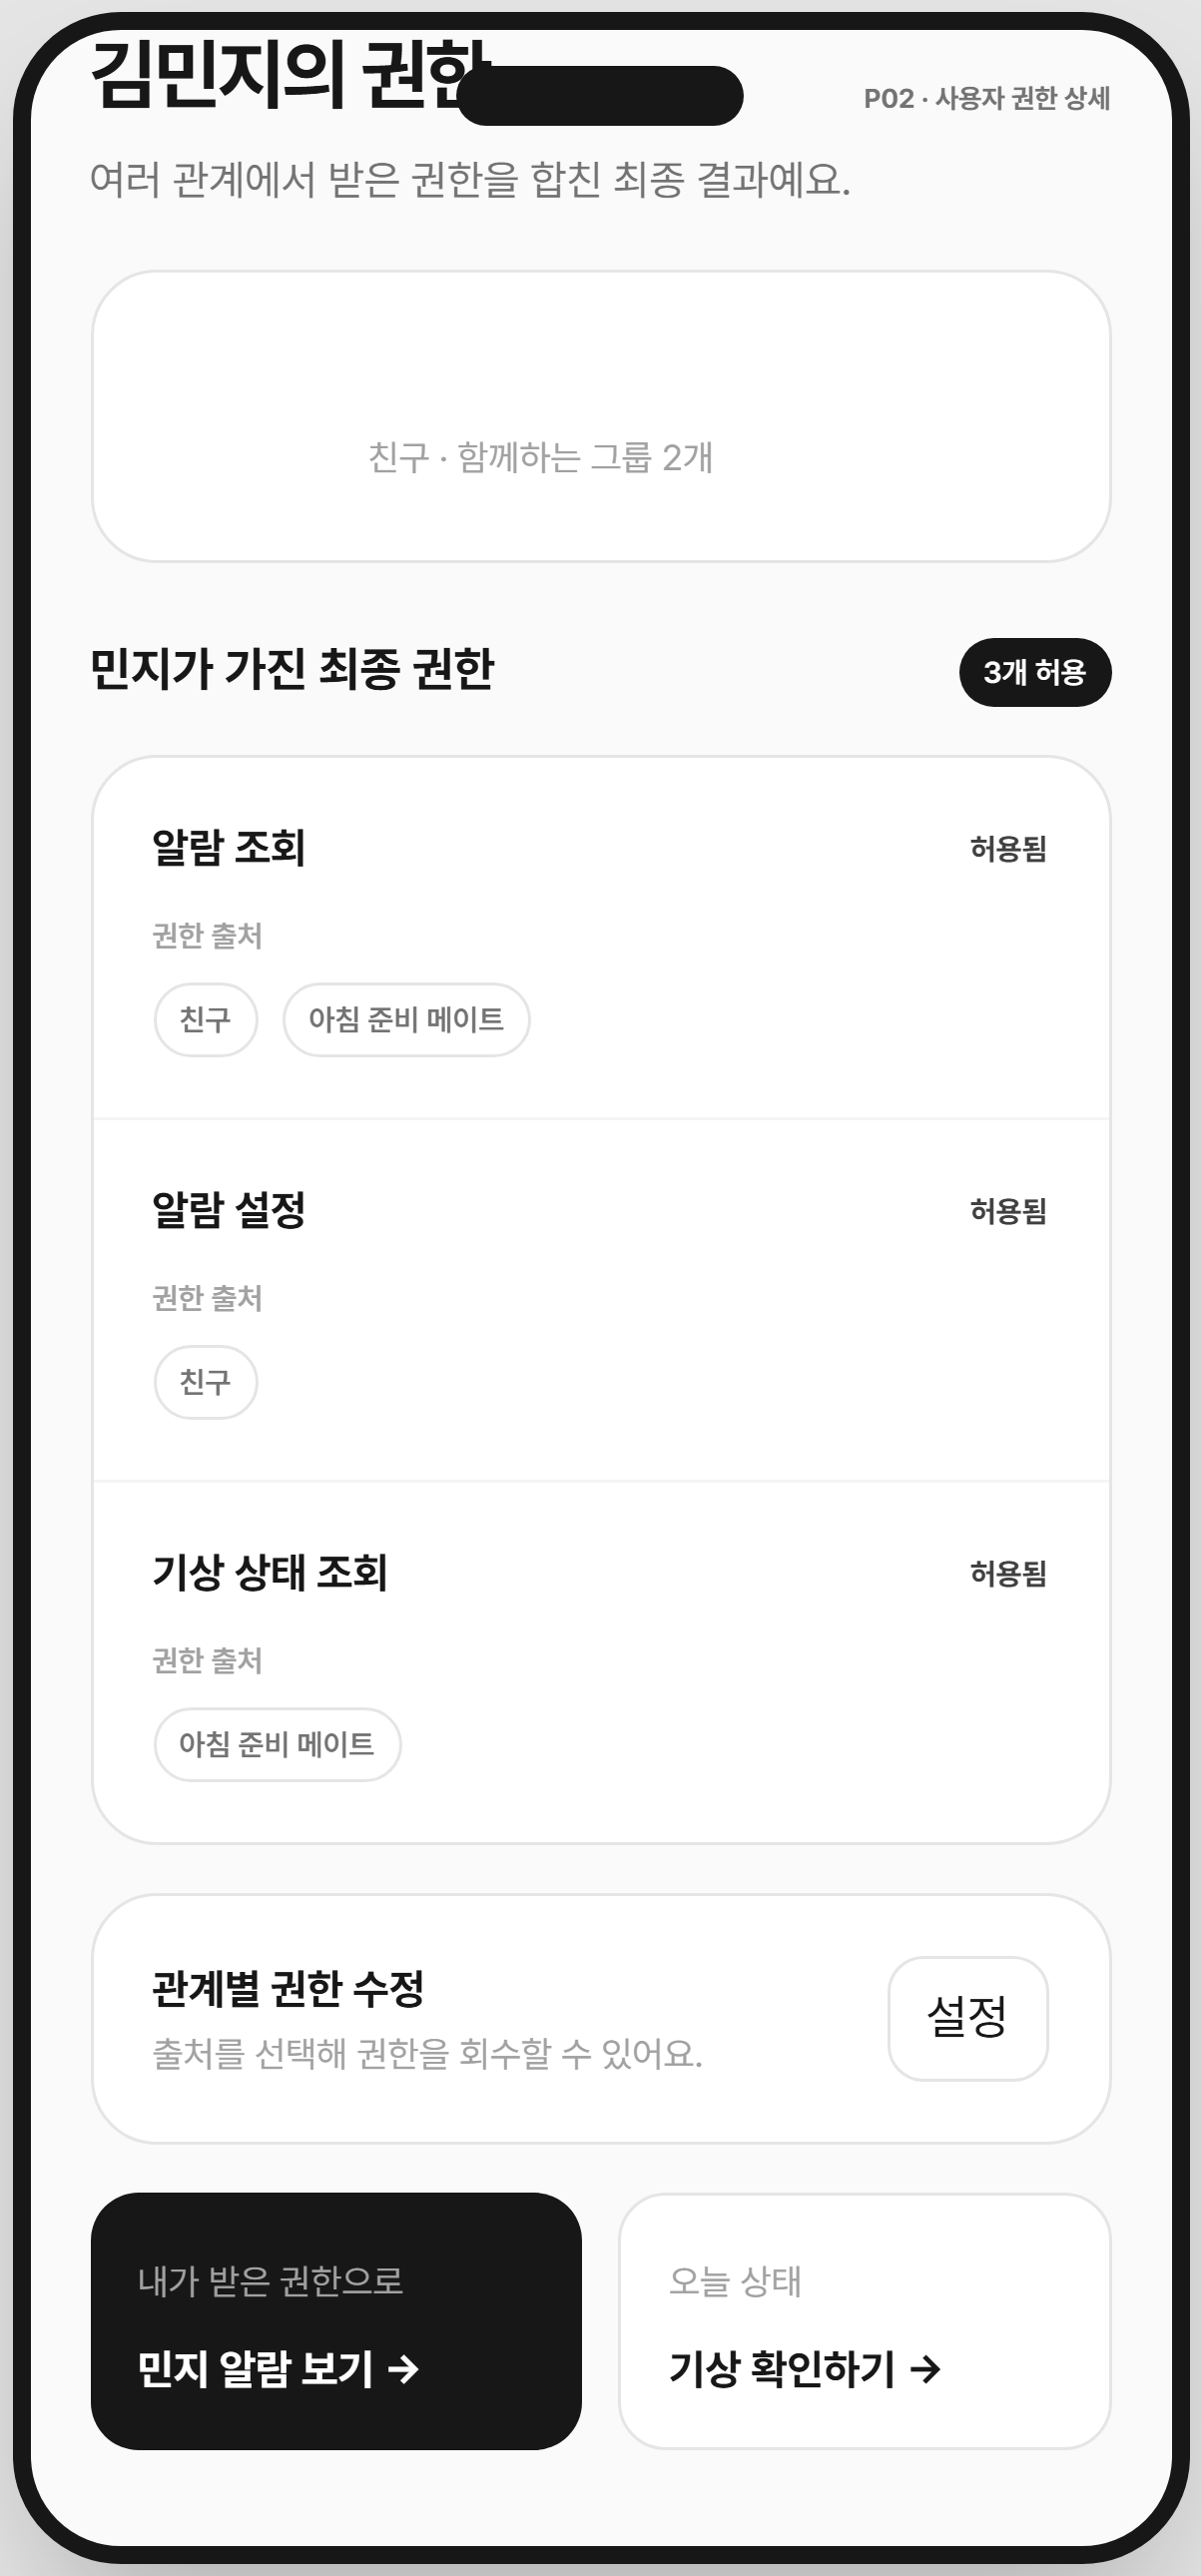 김민지의 권한
P02 · 사용자 권한 상세
여러 관계에서 받은 권한을 합친 최종 결과예요.
친구 · 함께하는 그룹 2개
민지가 가진 최종 권한
3개 허용
알람 조회
허용됨
권한 출처
친구
아침 준비 메이트
알람 설정
허용됨
권한 출처
친구
기상 상태 조회
허용됨
권한 출처
아침 준비 메이트
관계별 권한 수정
출처를 선택해 권한을 회수할 수 있어요.
설정
내가 받은 권한으로
민지 알람 보기 →
오늘 상태
기상 확인하기 →